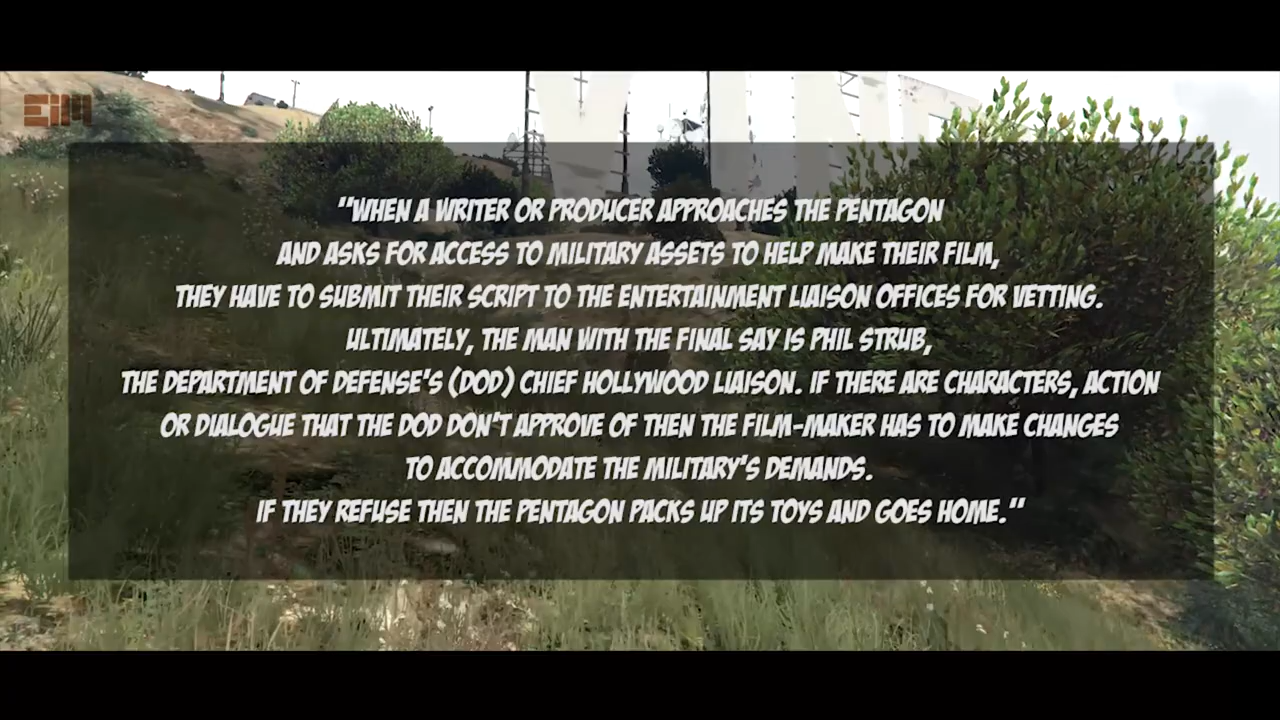 EIM
"WHEN A WRITER OR PRODUCER APPROACHES THE PENTAGON
AND ASKS FOR ACCESS TO MILITARY ASSETS TO HELP MAKE THEIR FILM,
THEY HAVE TO SUBMIT THEIR SCRIPT TO THE ENTERTAINMENT LIAISON OFFICES FOR VETTING.
ULTIMATELY, THE MAN WITH THE FINAL SAY IS PHIL STRUB,
THE DEPARTMENT OF DEFENSE'S (DOD) CHIEF HOLLYWOOD LIAISON. IF THERE ARE CHARACTERS, ACTION
OR DIALOGUE THAT THE DOD DON'T APPROVE OF THEN THE FILM-MAKER HAS TO MAKE CHANGES
TO ACCOMMODATE THE MILITARY'S DEMANDS.
IF THEY REFUSE THEN THE PENTAGON PACKS UP ITS TOYS AND GOES HOME."